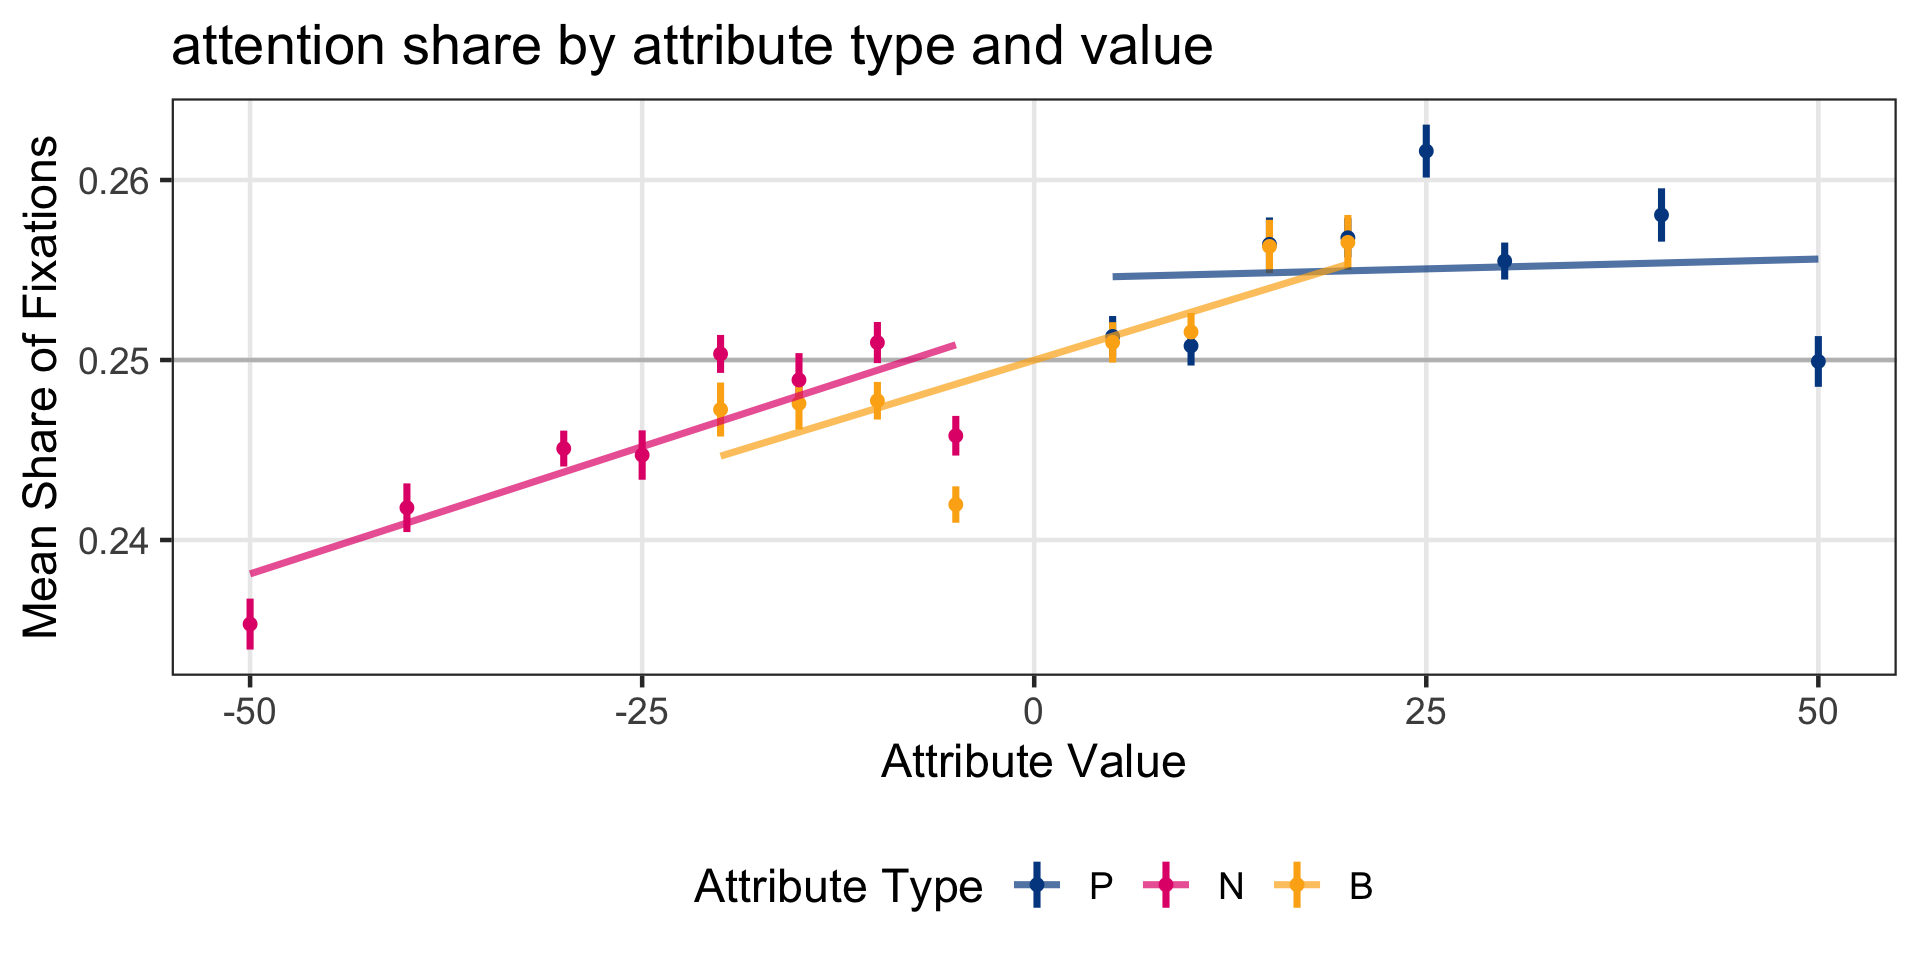 attention share by attribute type and value
Mean Share of Fixations
0.26
0.25
0.24
-50
-25
0
25
50
Attribute Value
Attribute Type P N B